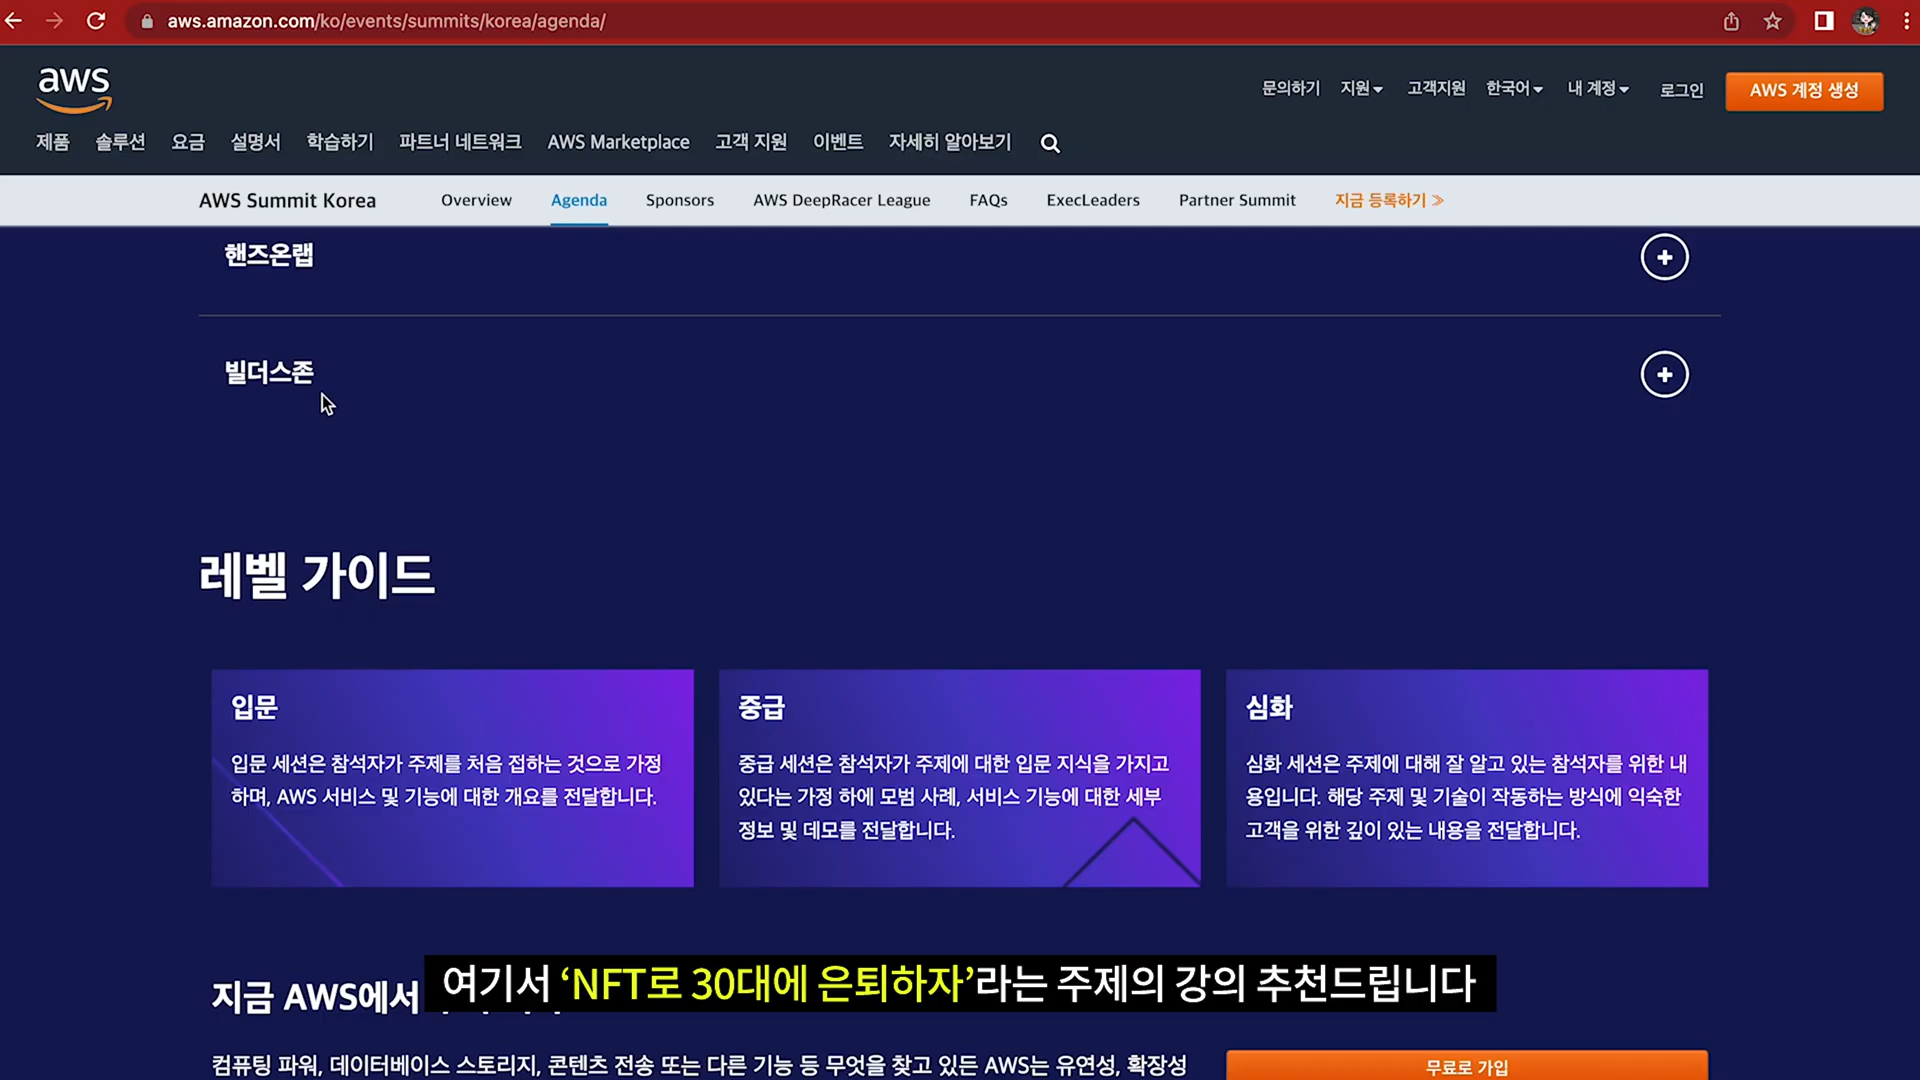 aws.amazon.com/ko/events/summits/korea/agenda/
aws
문의하기 지원 고객지원 한국어 내 계정 로그인 AWS 계정 생성
제품 솔루션 요금 설명서 학습하기 파트너 네트워크 AWS Marketplace 고객 지원 이벤트 자세히 알아보기
AWS Summit Korea Overview Agenda Sponsors AWS DeepRacer League FAQs ExecLeaders Partner Summit 지금 등록하기 ≫
핸즈온랩
빌더스존
레벨 가이드
입문
입문 세션은 참석자가 주제를 처음 접하는 것으로 가정
하며, AWS 서비스 및 기능에 대한 개요를 전달합니다.
중급
중급 세션은 참석자가 주제에 대한 입문 지식을 가지고
있다는 가정 하에 모범 사례, 서비스 기능에 대한 세부
정보 및 데모를 전달합니다.
심화
심화 세션은 주제에 대해 잘 알고 있는 참석자를 위한 내
용입니다. 해당 주제 및 기술이 작동하는 방식에 익숙한
고객을 위한 깊이 있는 내용을 전달합니다.
지금 AWS에서
여기서 ‘NFT로 30대에 은퇴하자’라는 주제의 강의 추천드립니다
컴퓨팅 파워, 데이터베이스 스토리지, 콘텐츠 전송 또는 다른 기능 등 무엇을 찾고 있든 AWS는 유연성, 확장성
무료로 가입